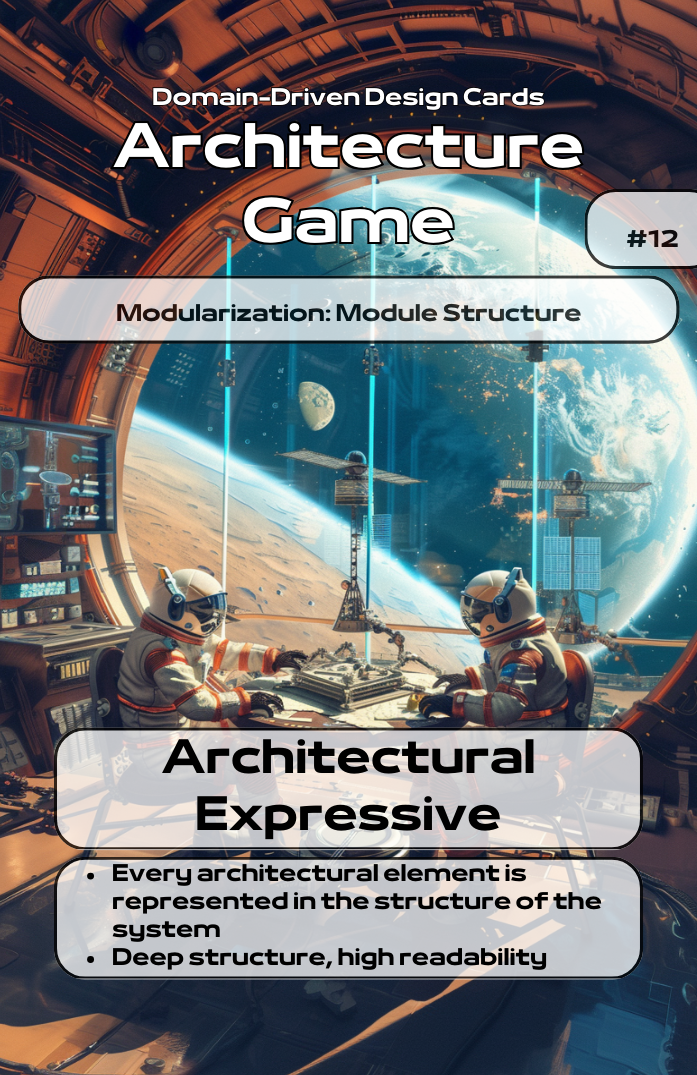 Domain-Driven Design Cards
Architecture
Game
#12
Modularization: Module Structure
Architectural
Expressive
• Every architectural element is
represented in the structure of the
system
• Deep structure, high readability